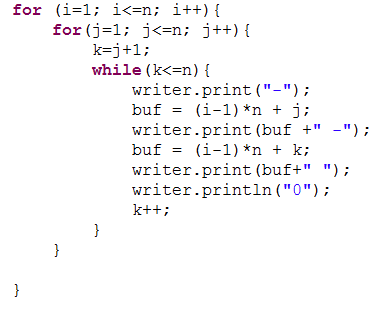 for (i=1; i<=n; i++){
    for(j=1; j<=n; j++){
        k=j+1;
        while(k<=n){
            writer.print("-");
            buf = (i-1)*n + j;
            writer.print(buf +" -");
            buf = (i-1)*n + k;
            writer.print(buf+" ");
            writer.println("0");
            k++;
        }
    }
}